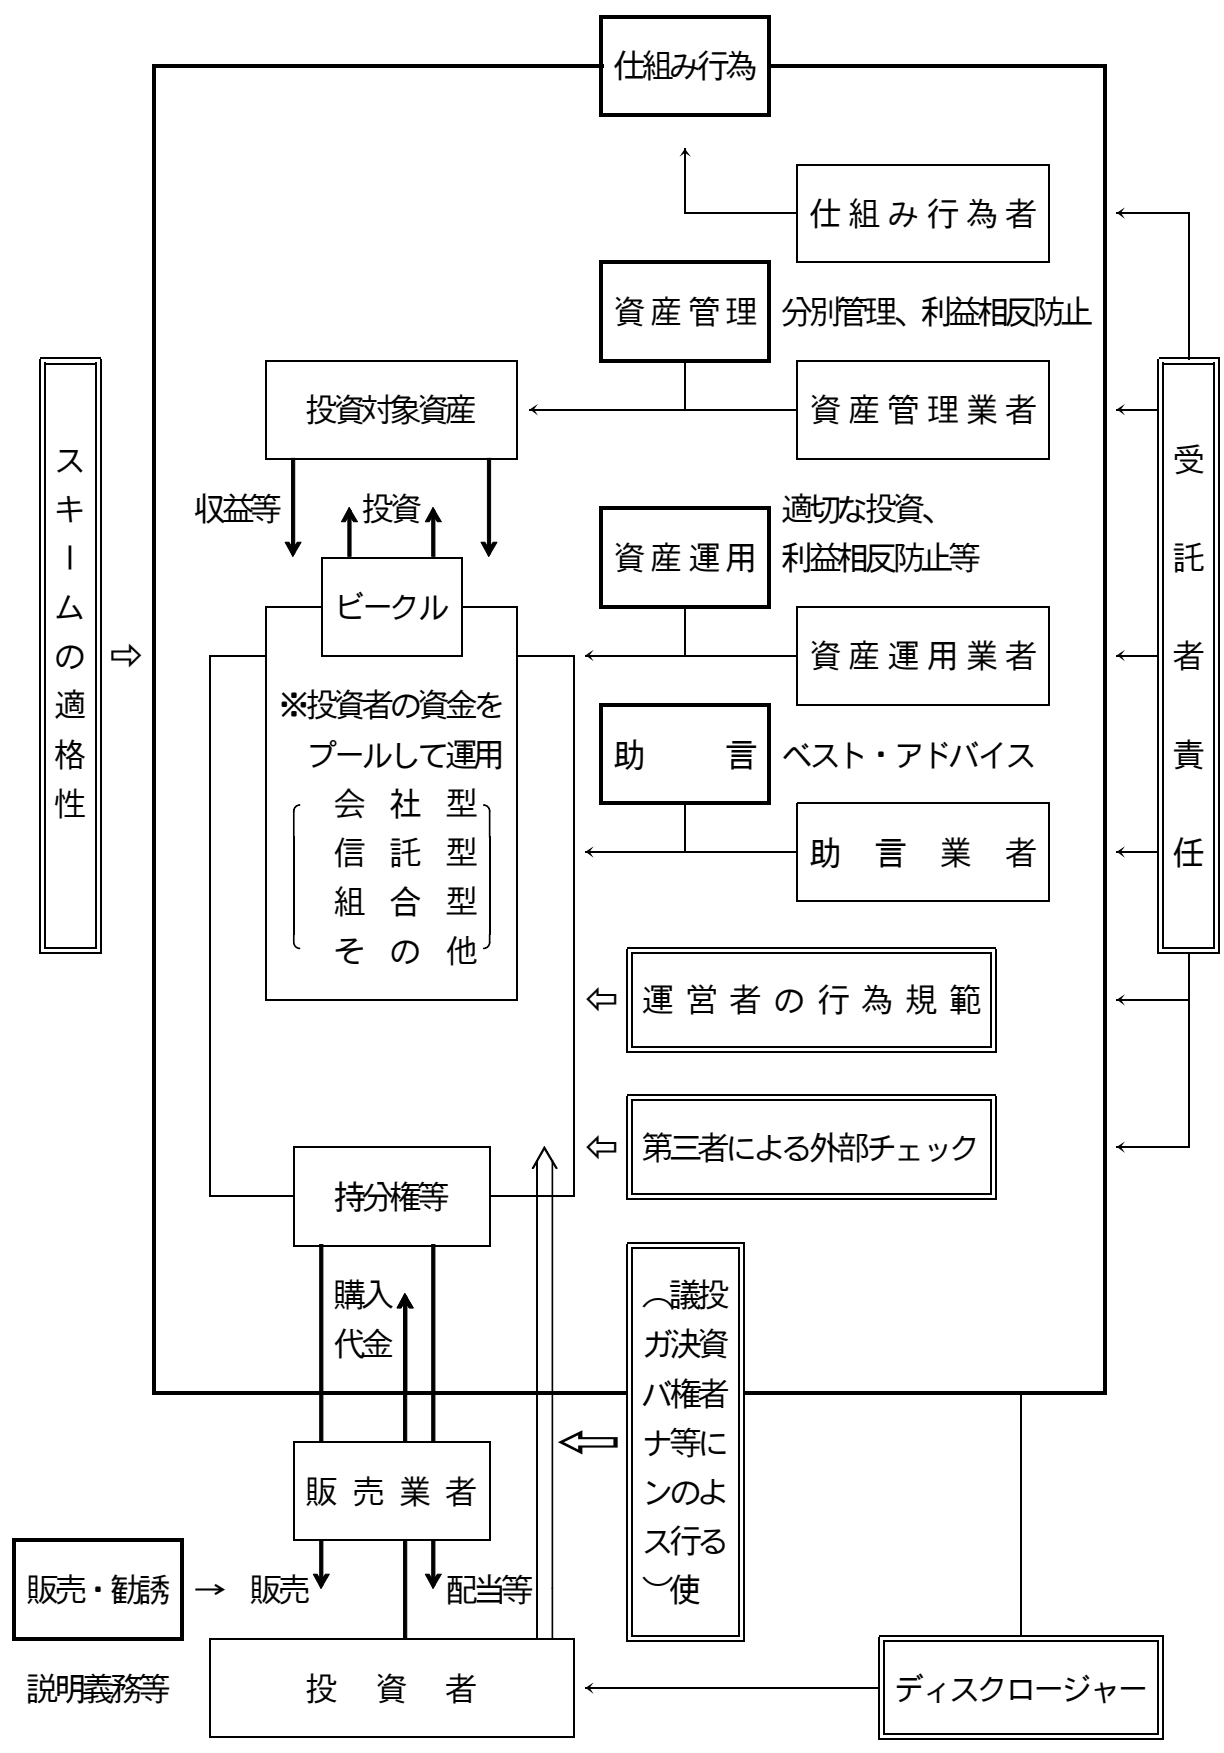 仕組み行為
仕組み行為者
資産管理
分別管理、利益相反防止
投資対象資産
資産管理業者
収益等
投資
資産運用
適切な投資、
利益相反防止等
ビークル
資産運用業者
※投資者の資金を
プールして運用
会社型
信託型
組合型
その他
助言
ベスト・アドバイス
助言業者
スキームの適格性
受託者責任
運営者の行為規範
第三者による外部チェック
持分権等
購入
代金
投資者による
議決権等の行使
（ガバナンス）
販売業者
販売・勧誘
→
販売
配当等
説明義務等
投資者
ディスクロージャー